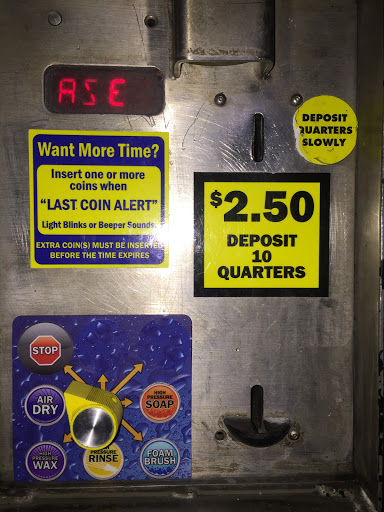 ASE
DEPOSIT
QUARTERS
SLOWLY
Want More Time?
Insert one or more
coins when
"LAST COIN ALERT"
Light Blinks or Beeper Sounds.
EXTRA COIN(S) MUST BE INSERTED
BEFORE THE TIME EXPIRES
$2.50
DEPOSIT
10
QUARTERS
STOP
AIR
DRY
HIGH
PRESSURE
SOAP
HIGH
PRESSURE
WAX
PRESSURE
RINSE
FOAM
BRUSH